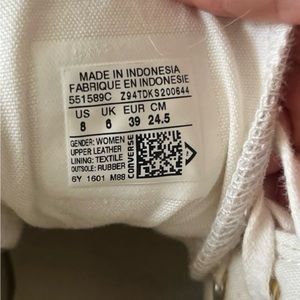 MADE IN INDONESIA
FABRIQUE EN INDONESIE
551589C Z94TDKS200644
US UK EUR CM
8 6 39 24.5
GENDER: WOMEN
UPPER LEATHER
LINING: TEXTILE
OUTSOLE: RUBBER
6Y 1601 M88
CONVERSE